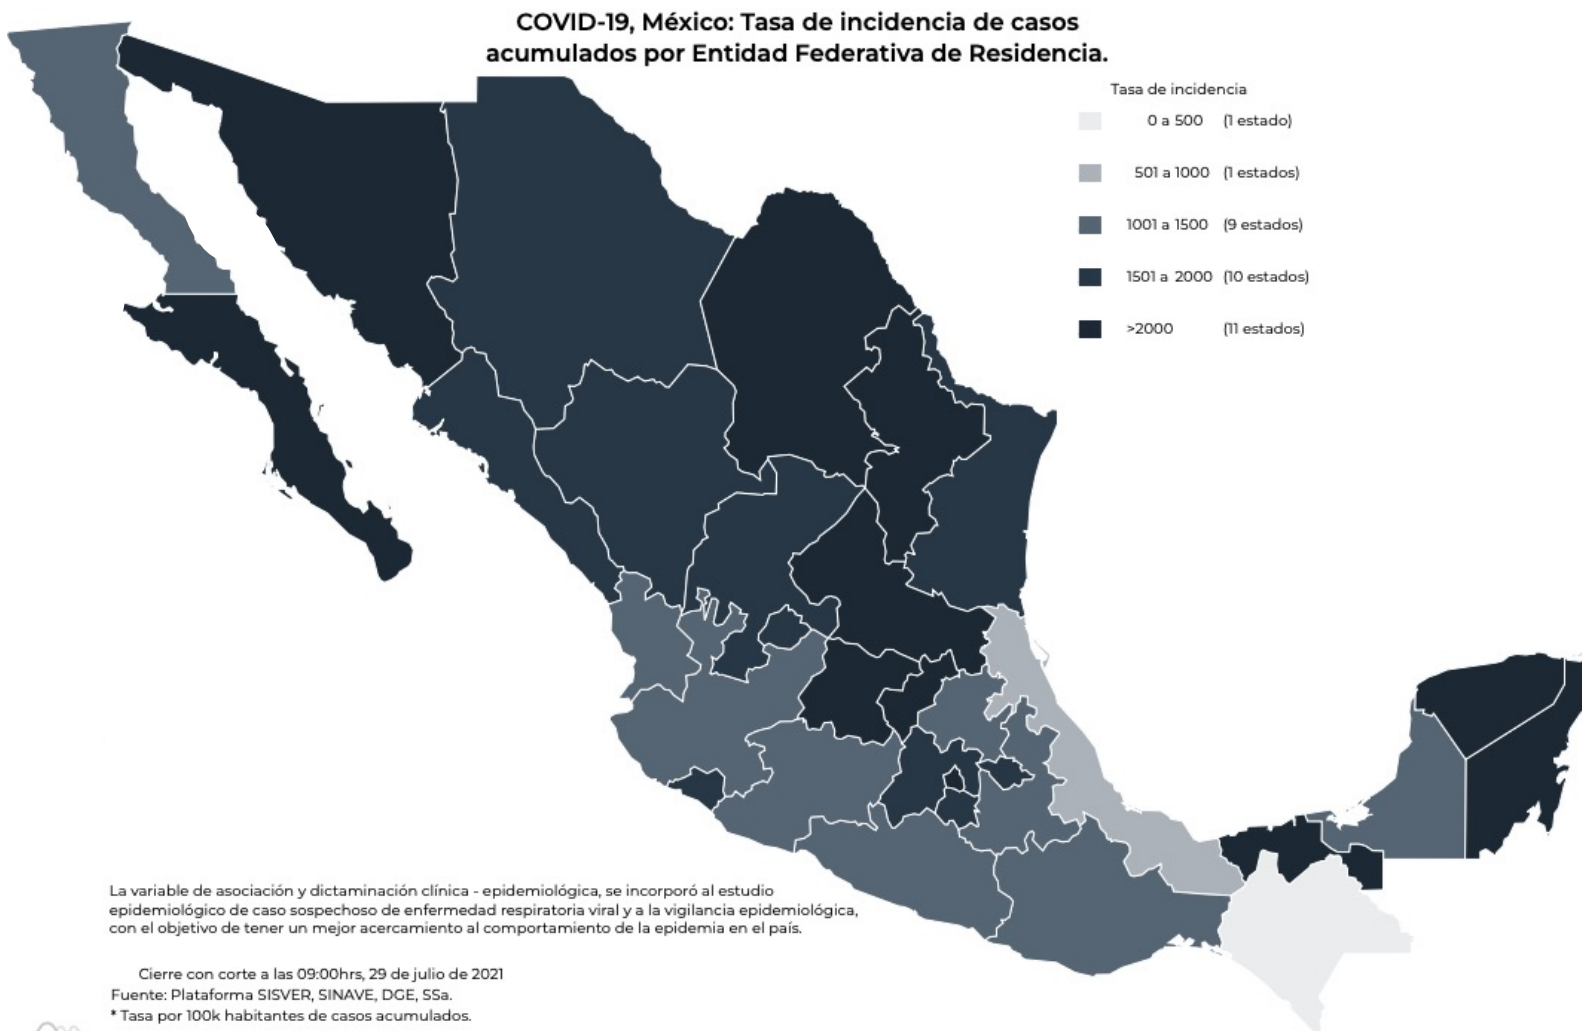 COVID-19, México: Tasa de incidencia de casos
acumulados por Entidad Federativa de Residencia.
Tasa de incidencia
0 a 500 (1 estado)
501 a 1000 (1 estados)
1001 a 1500 (9 estados)
1501 a 2000 (10 estados)
>2000 (11 estados)
La variable de asociación y dictaminación clínica - epidemiológica, se incorporó al estudio
epidemiológico de caso sospechoso de enfermedad respiratoria viral y a la vigilancia epidemiológica,
con el objetivo de tener un mejor acercamiento al comportamiento de la epidemia en el país.
Cierre con corte a las 09:00hrs, 29 de julio de 2021
Fuente: Plataforma SISVER, SINAVE, DGE, SSa.
* Tasa por 100k habitantes de casos acumulados.